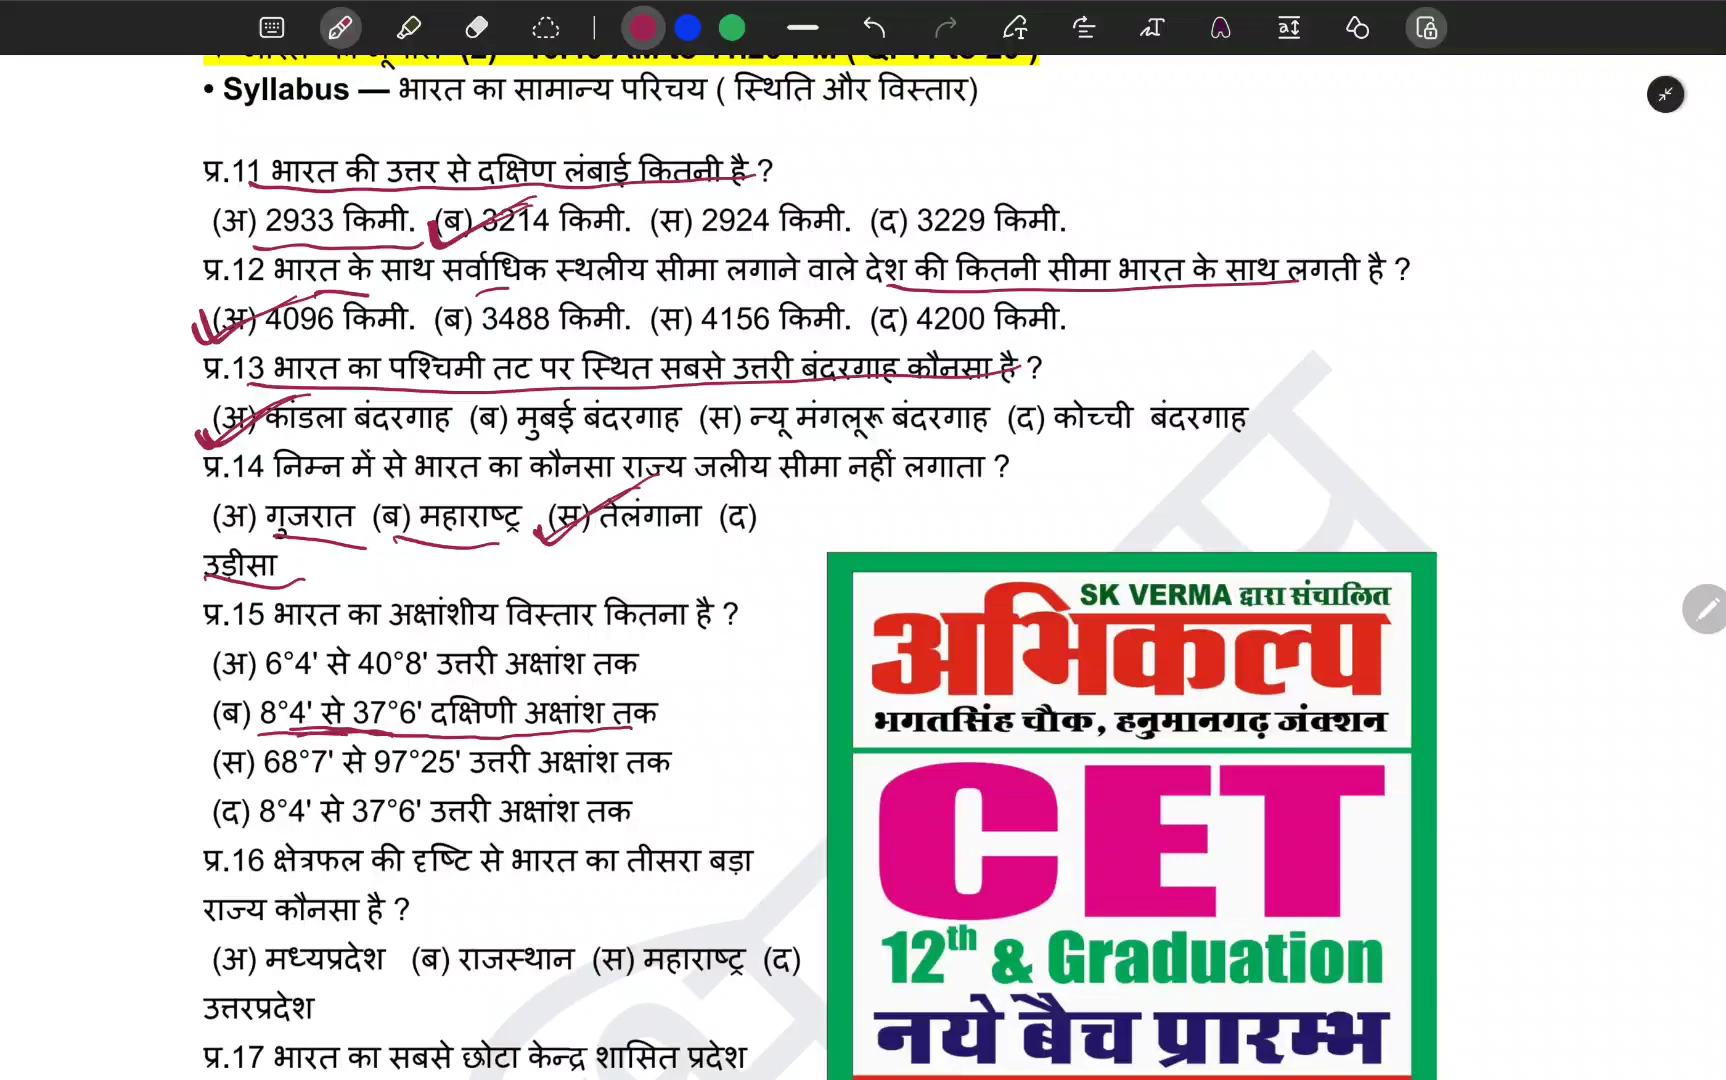 • Syllabus — भारत का सामान्य परिचय ( स्थिति और विस्तार)
प्र.11 भारत की उत्तर से दक्षिण लंबाई कितनी है ?
(अ) 2933 किमी. (ब) 3214 किमी. (स) 2924 किमी. (द) 3229 किमी.
प्र.12 भारत के साथ सर्वाधिक स्थलीय सीमा लगाने वाले देश की कितनी सीमा भारत के साथ लगती है ?
(अ) 4096 किमी. (ब) 3488 किमी. (स) 4156 किमी. (द) 4200 किमी.
प्र.13 भारत का पश्चिमी तट पर स्थित सबसे उत्तरी बंदरगाह कौनसा है ?
(अ) कांडला बंदरगाह (ब) मुबई बंदरगाह (स) न्यू मंगलूरू बंदरगाह (द) कोच्ची बंदरगाह
प्र.14 निम्न में से भारत का कौनसा राज्य जलीय सीमा नहीं लगाता ?
(अ) गुजरात (ब) महाराष्ट्र (स) तेलंगाना (द)
उड़ीसा
प्र.15 भारत का अक्षांशीय विस्तार कितना है ?
(अ) 6°4' से 40°8' उत्तरी अक्षांश तक
(ब) 8°4' से 37°6' दक्षिणी अक्षांश तक
(स) 68°7' से 97°25' उत्तरी अक्षांश तक
(द) 8°4' से 37°6' उत्तरी अक्षांश तक
प्र.16 क्षेत्रफल की दृष्टि से भारत का तीसरा बड़ा
राज्य कौनसा है ?
(अ) मध्यप्रदेश (ब) राजस्थान (स) महाराष्ट्र (द)
उत्तरप्रदेश
प्र.17 भारत का सबसे छोटा केन्द्र शासित प्रदेश
SK VERMA द्वारा संचालित
अभिकल्प
भगतसिंह चौक, हनुमानगढ़ जंक्शन
CET
12th & Graduation
नये बैच प्रारम्भ